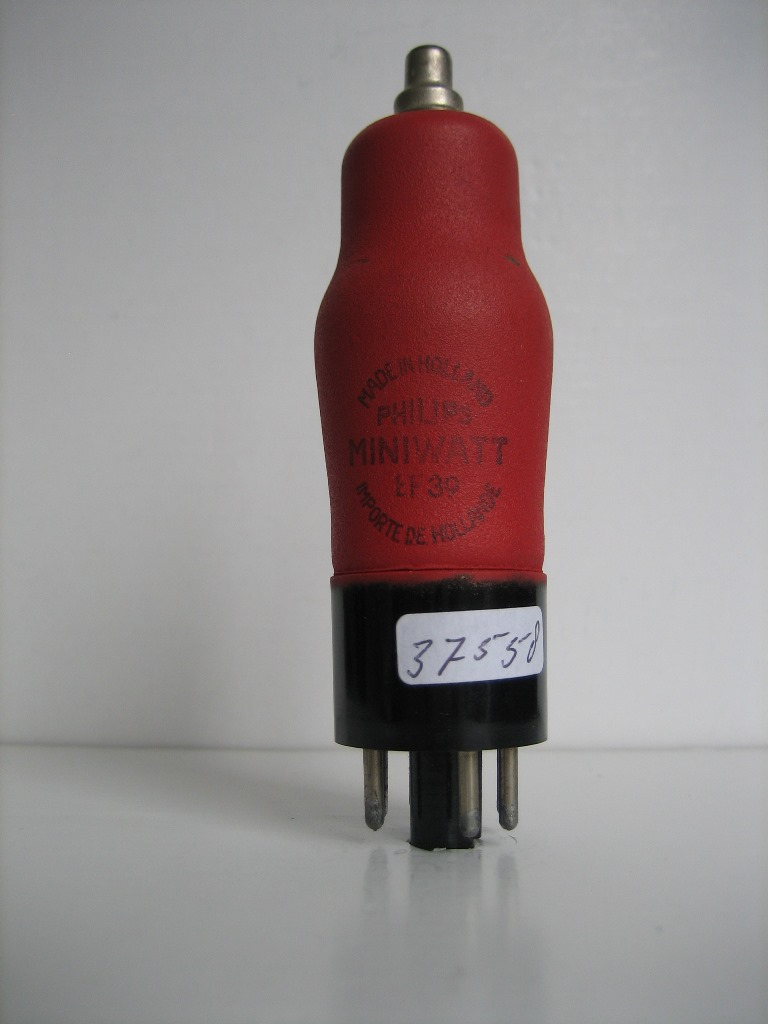 MADE IN HOLLAND
PHILIPS
MINIWATT
EF 39
IMPORTE DE HOLLANDE
37558